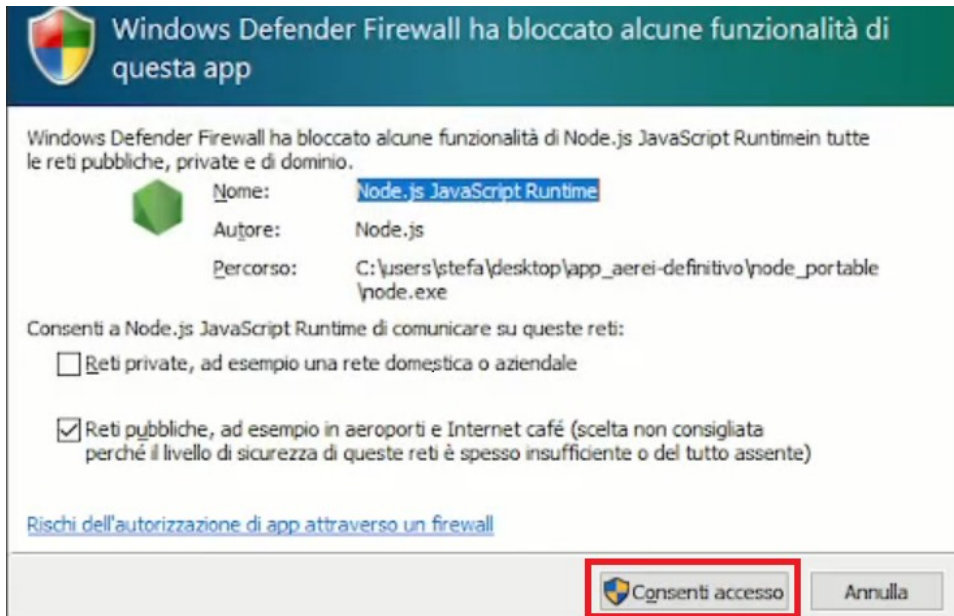 Windows Defender Firewall ha bloccato alcune funzionalità di
questa app
Windows Defender Firewall ha bloccato alcune funzionalità di Node.js JavaScript Runtimein tutte
le reti pubbliche, private e di dominio.
Nome: Node.js JavaScript Runtime
Autore: Node.js
Percorso: C:\users\stefa\desktop\app_aerei-definitivo\node_portable
\node.exe
Consenti a Node.js JavaScript Runtime di comunicare su queste reti:
Reti private, ad esempio una rete domestica o aziendale
Reti pubbliche, ad esempio in aeroporti e Internet café (scelta non consigliata
perché il livello di sicurezza di queste reti è spesso insufficiente o del tutto assente)
Rischi dell'autorizzazione di app attraverso un firewall
Consenti accesso Annulla